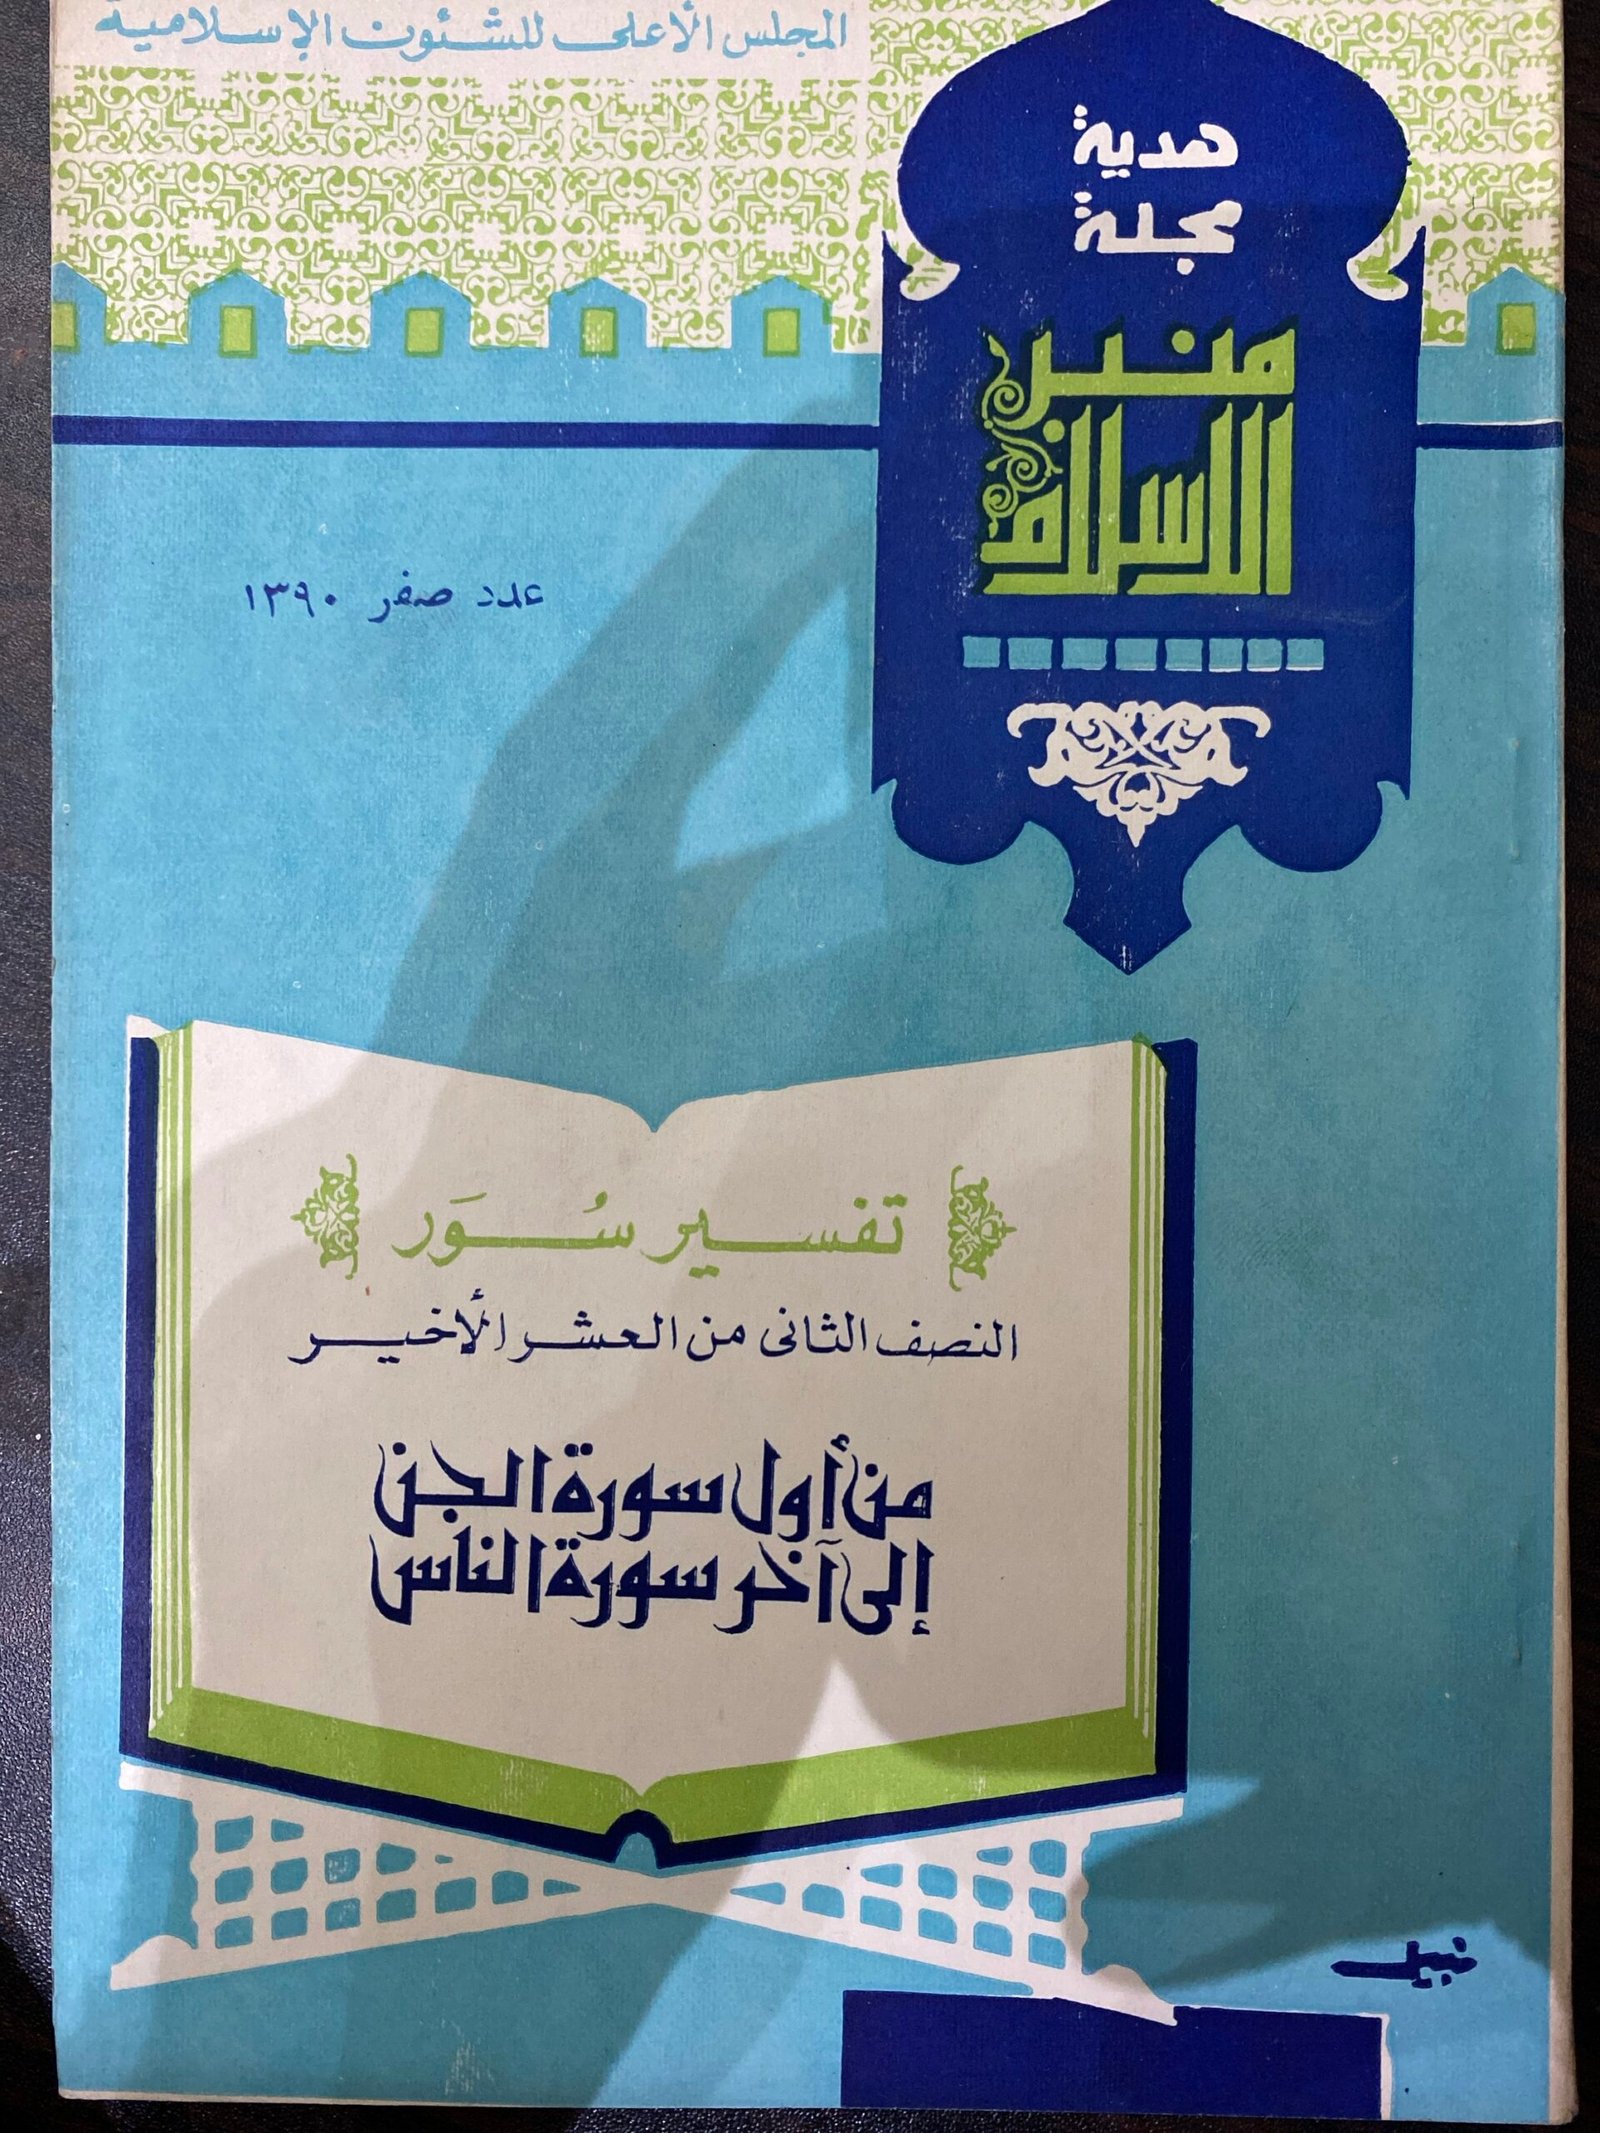 المجلس الأعلى للشئون الإسلامية
هدية
مجلة
منبر
الإسلام
عدد صفر ١٣٩٠
تفسير سُوَر
النصف الثانى من العشر الأخير
من أول سورة الجن
إلى آخر سورة الناس
نبيل